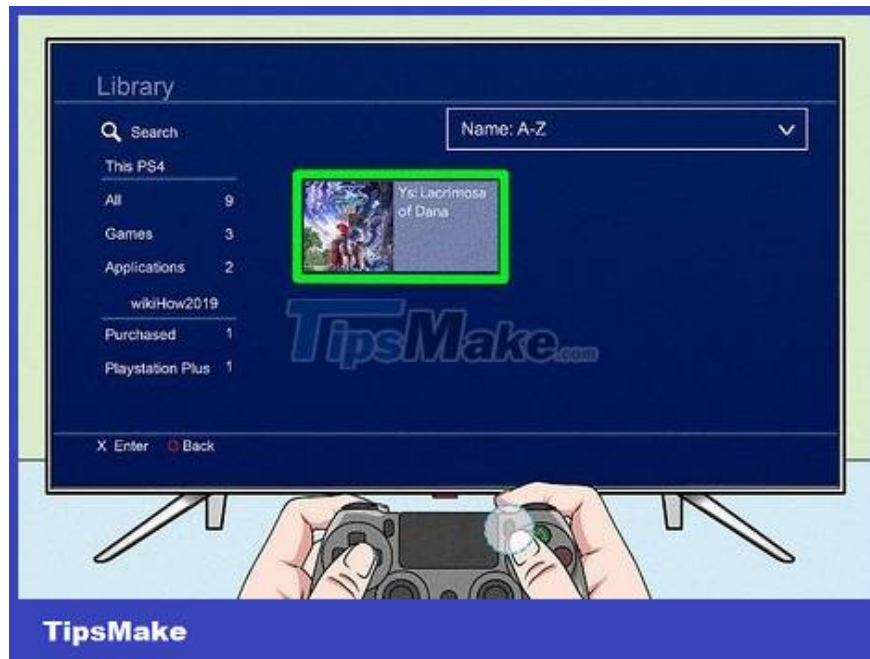 Library
Search
Name: A-Z
This PS4
All 9
Games 3
Applications 2
wikiHow2019
Purchased 1
Playstation Plus 1
Ys: Lacrimosa
of Dana
TipsMake.com
X Enter O Back
TipsMake